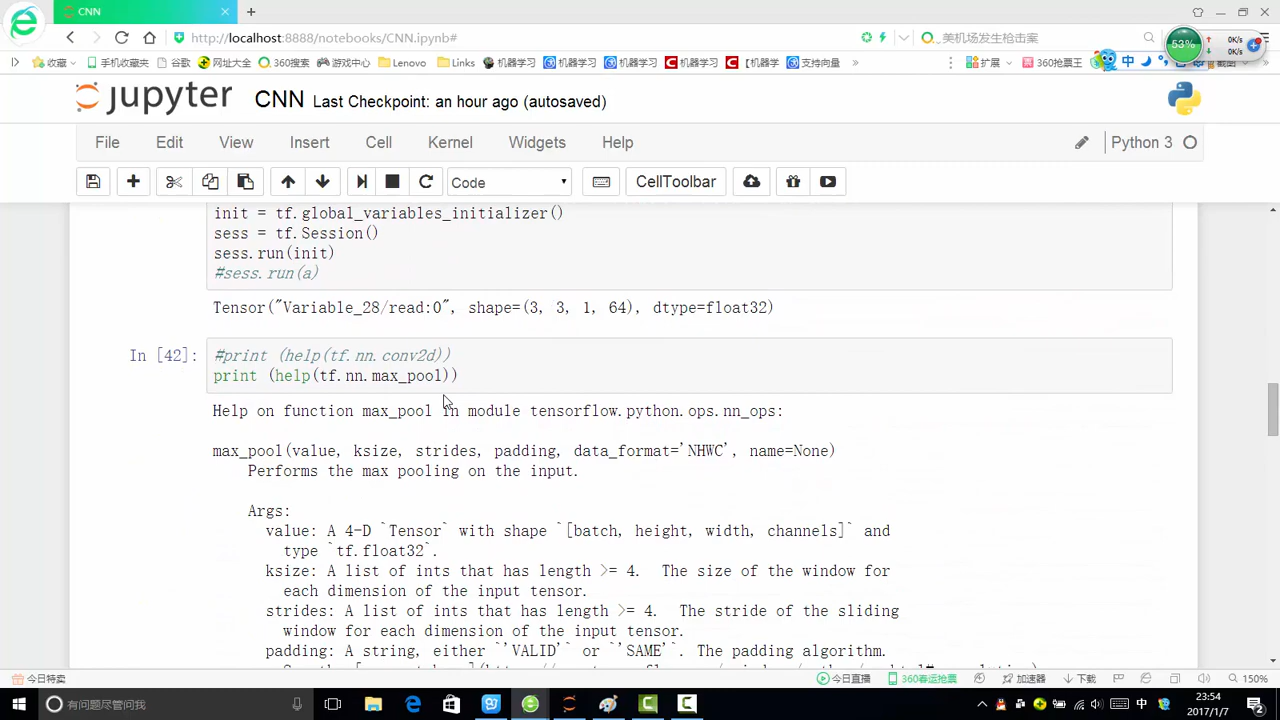 CNN
http://localhost:8888/notebooks/CNN.ipynb#
美机场发生枪击案
53%
0K/s
0K/s
收藏 手机收藏夹 谷歌 网址大全 360搜索 游戏中心 Lenovo Links 机器学习 机器学习 机器学习 机器学习 【机器学 支持向量 » 扩展 360抢票王 中 截图 »
jupyter CNN Last Checkpoint: an hour ago (autosaved)
File Edit View Insert Cell Kernel Widgets Help Python 3
Code CellToolbar
init = tf.global_variables_initializer()
sess = tf.Session()
sess.run(init)
#sess.run(a)
Tensor("Variable_28/read:0", shape=(3, 3, 1, 64), dtype=float32)
In [42]: #print (help(tf.nn.conv2d))
print (help(tf.nn.max_pool))
Help on function max_pool in module tensorflow.python.ops.nn_ops:
max_pool(value, ksize, strides, padding, data_format='NHWC', name=None)
Performs the max pooling on the input.
Args:
value: A 4-D `Tensor` with shape `[batch, height, width, channels]` and
type `tf.float32`.
ksize: A list of ints that has length >= 4. The size of the window for
each dimension of the input tensor.
strides: A list of ints that has length >= 4. The stride of the sliding
window for each dimension of the input tensor.
padding: A string, either `'VALID'` or `'SAME'`. The padding algorithm.
今日特卖 今日直播 360春运抢票 加速器 下载 150%
有问题尽管问我 中 23:54
2017/1/7